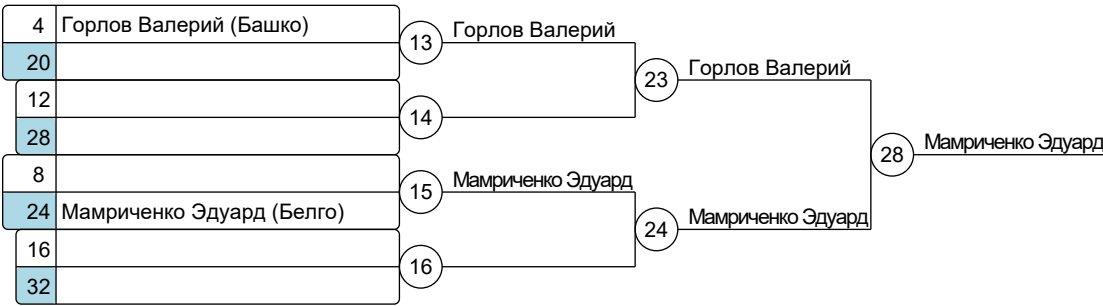 4 Горлов Валерий (Башко)
20
12
28
8
24 Мамриченко Эдуард (Белго)
16
32
13
14
15
16
Горлов Валерий
Мамриченко Эдуард
23
24
Горлов Валерий
Мамриченко Эдуард
28
Мамриченко Эдуард